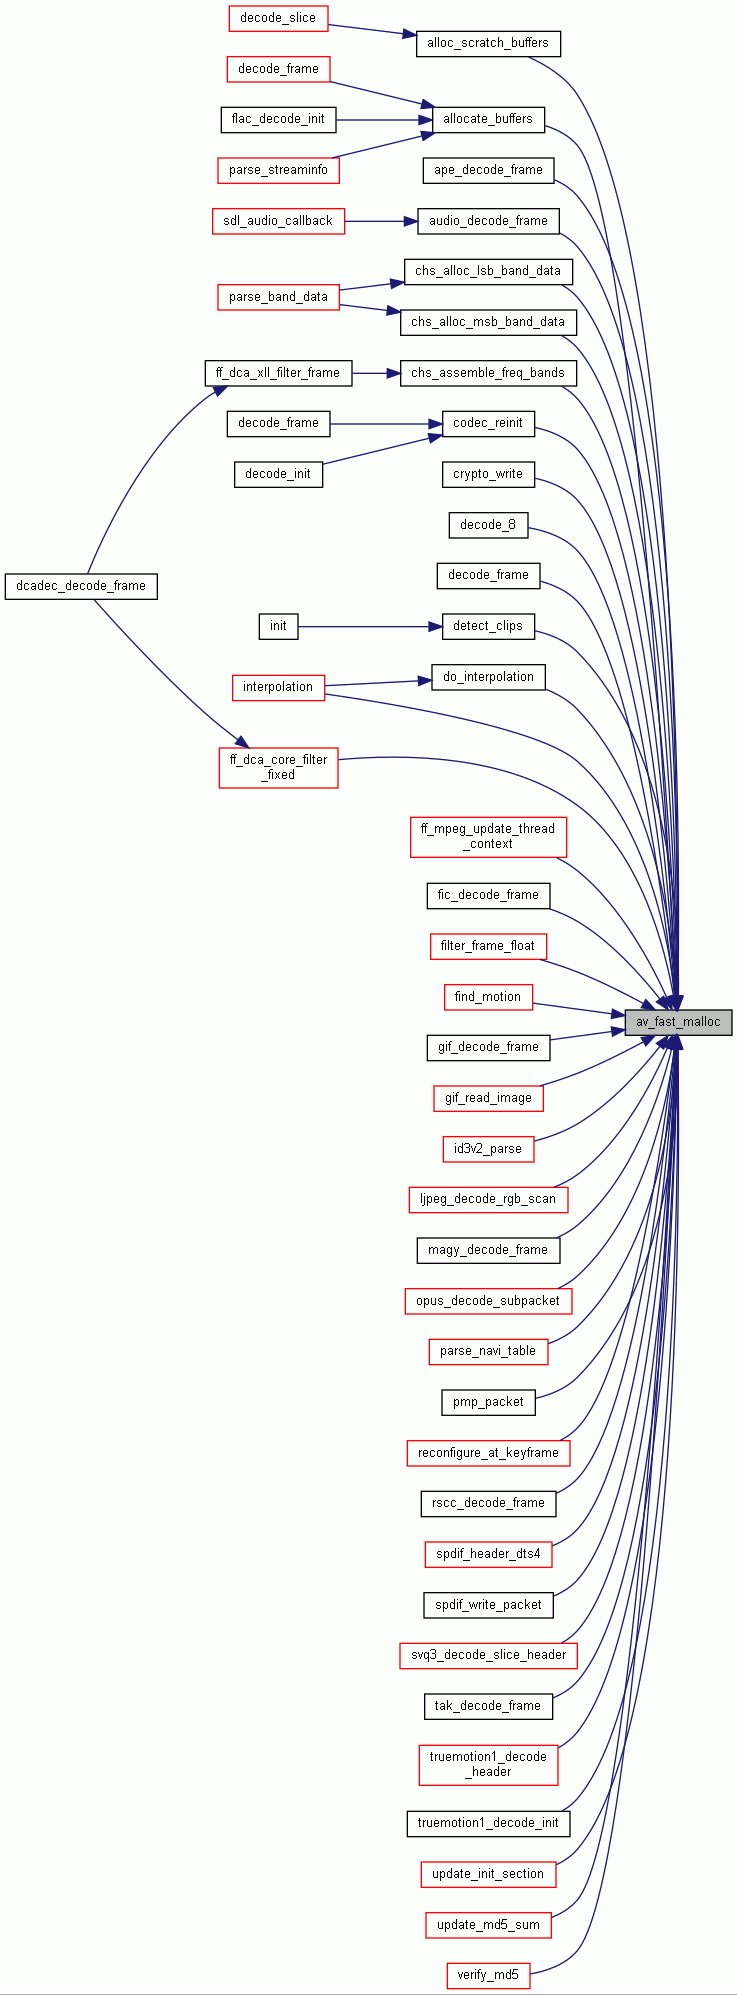 decode_slice
alloc_scratch_buffers
decode_frame
flac_decode_init
allocate_buffers
parse_streaminfo
ape_decode_frame
sdl_audio_callback
audio_decode_frame
chs_alloc_lsb_band_data
parse_band_data
chs_alloc_msb_band_data
ff_dca_xll_filter_frame
chs_assemble_freq_bands
decode_frame
codec_reinit
decode_init
crypto_write
decode_8
decode_frame
dcadec_decode_frame
init
detect_clips
do_interpolation
interpolation
ff_dca_core_filter
_fixed
ff_mpeg_update_thread
_context
fic_decode_frame
filter_frame_float
find_motion
av_fast_malloc
gif_decode_frame
gif_read_image
id3v2_parse
ljpeg_decode_rgb_scan
magy_decode_frame
opus_decode_subpacket
parse_navi_table
pmp_packet
reconfigure_at_keyframe
rscc_decode_frame
spdif_header_dts4
spdif_write_packet
svq3_decode_slice_header
tak_decode_frame
truemotion1_decode
_header
truemotion1_decode_init
update_init_section
update_md5_sum
verify_md5